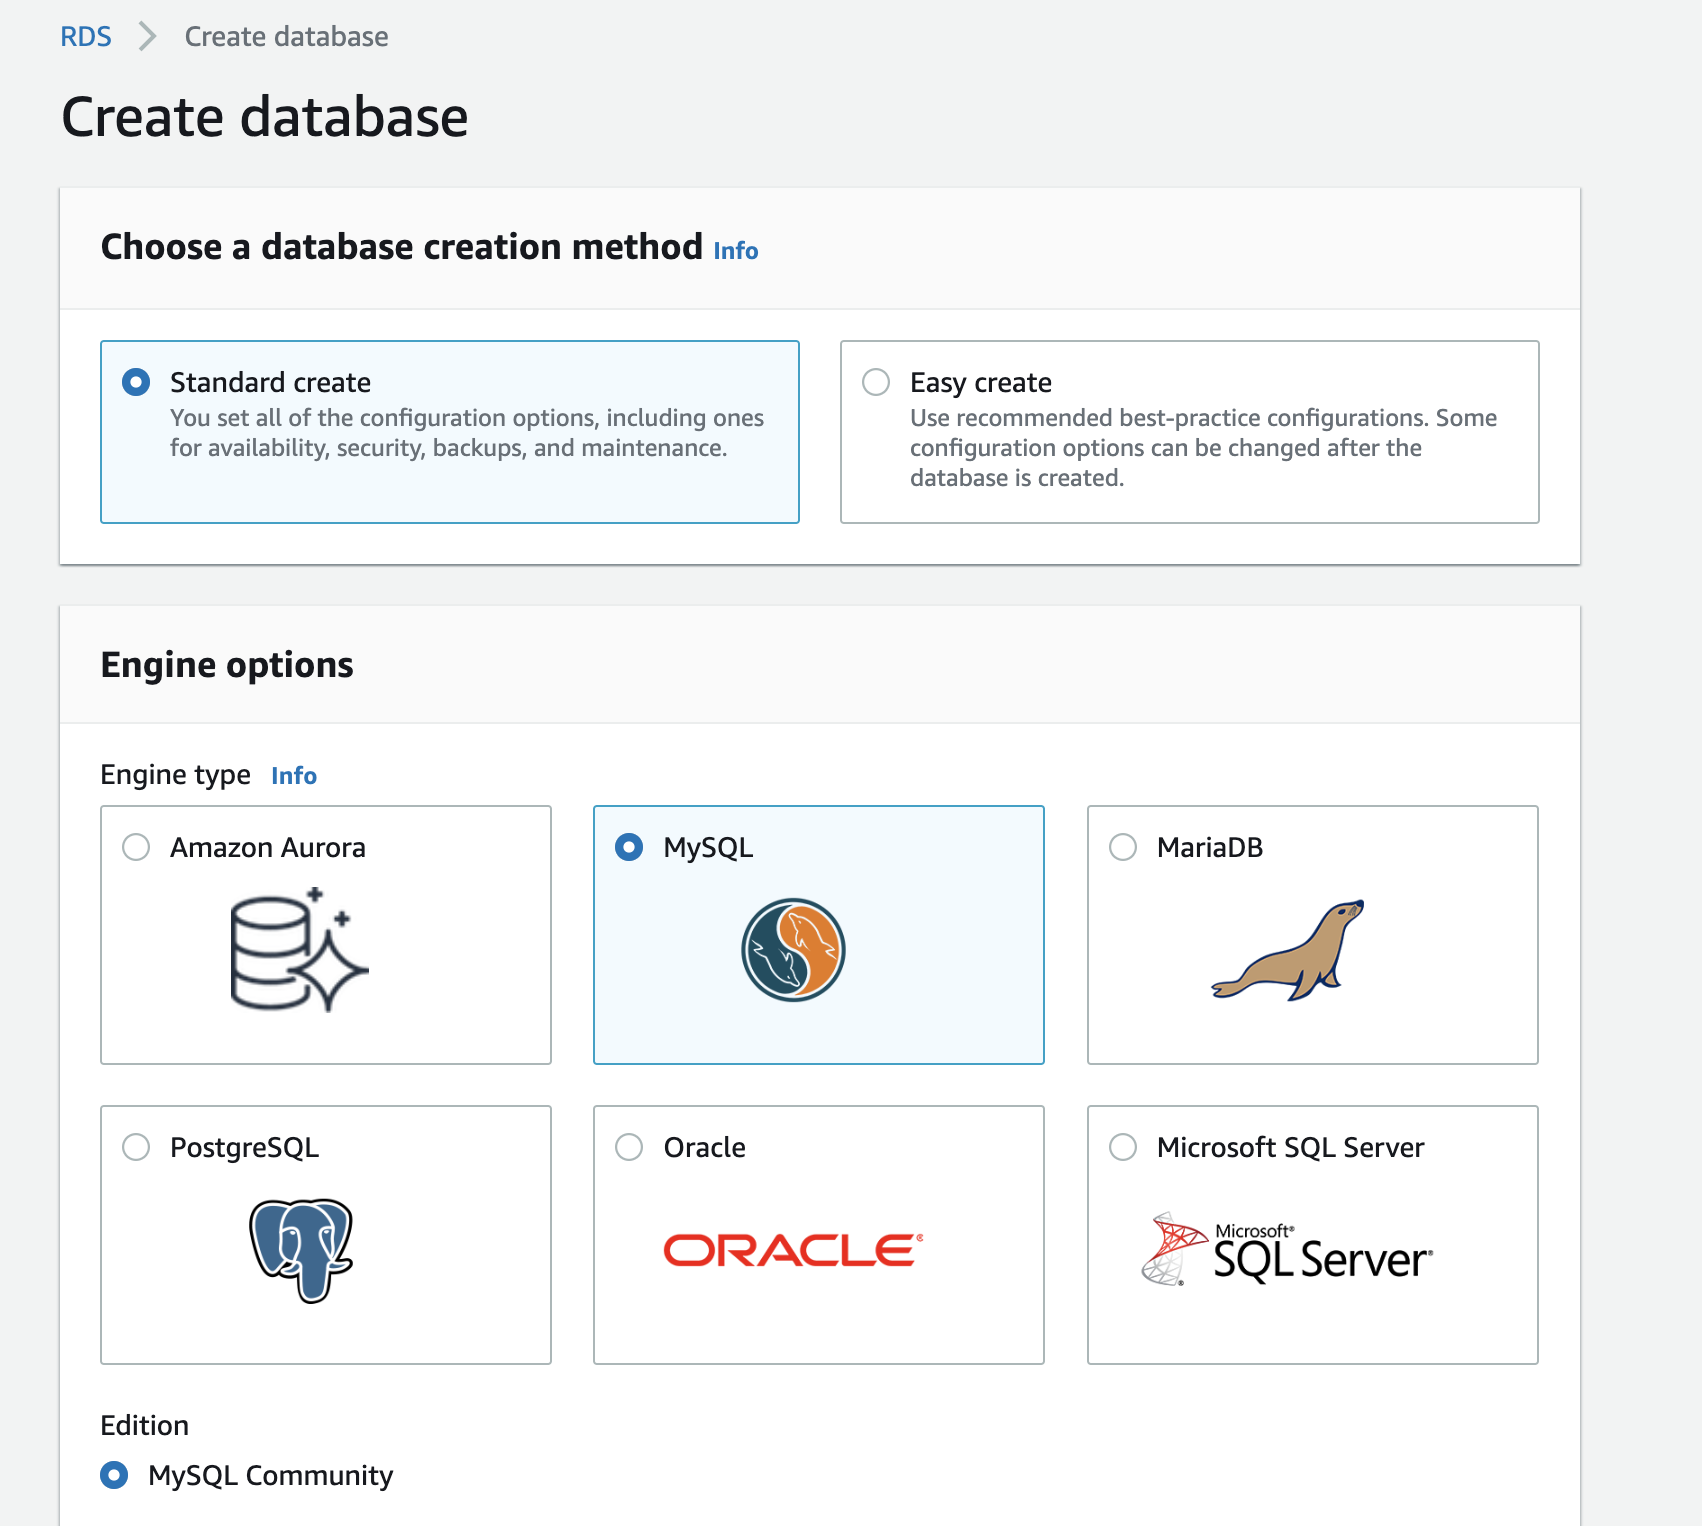 RDS > Create database
Create database
Choose a database creation method Info
Standard create
You set all of the configuration options, including ones
for availability, security, backups, and maintenance.
Easy create
Use recommended best-practice configurations. Some
configuration options can be changed after the
database is created.
Engine options
Engine type Info
Amazon Aurora
MySQL
MariaDB
PostgreSQL
Oracle
ORACLE®
Microsoft SQL Server
Microsoft®
SQL Server®
Edition
MySQL Community